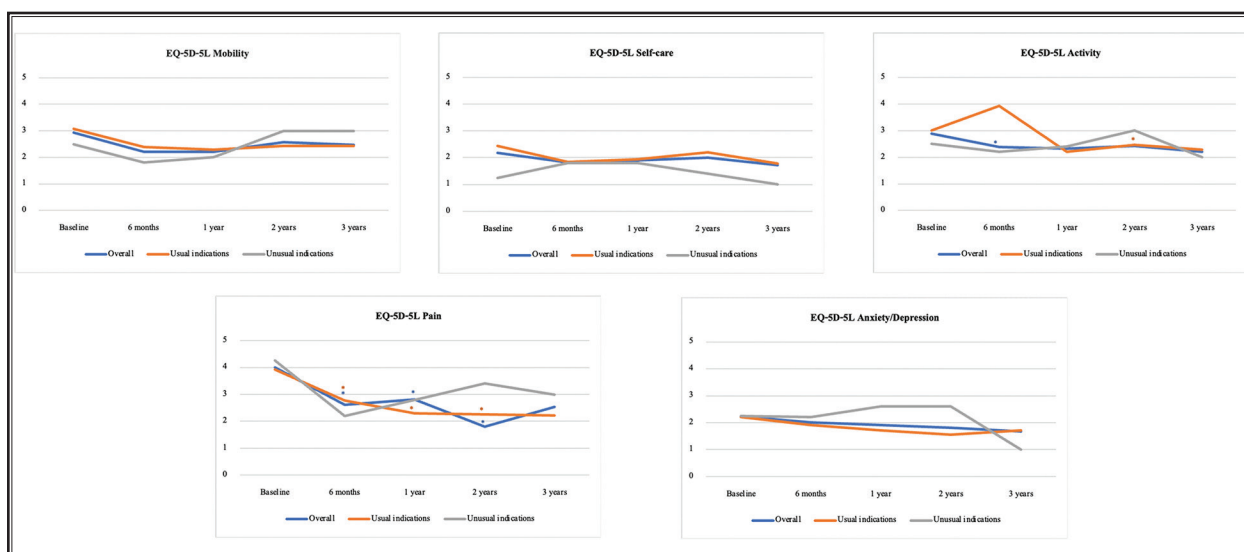 EQ-5D-5L Mobility
5
4
3
2
1
0
Baseline 6 months 1 year 2 years 3 years
Overall Usual indications Unusual indications
EQ-5D-5L Self-care
5
4
3
2
1
0
Baseline 6 months 1 year 2 years 3 years
Overall Usual indications Unusual indications
EQ-5D-5L Activity
5
4
3
2
1
0
Baseline 6 months 1 year 2 years 3 years
Overall Usual indications Unusual indications
EQ-5D-5L Pain
5
4
3
2
1
0
Baseline 6 months 1 year 2 years 3 years
Overall Usual indications Unusual indications
EQ-5D-5L Anxiety/Depression
5
4
3
2
1
0
Baseline 6 months 1 year 2 years 3 years
Overall Usual indications Unusual indications